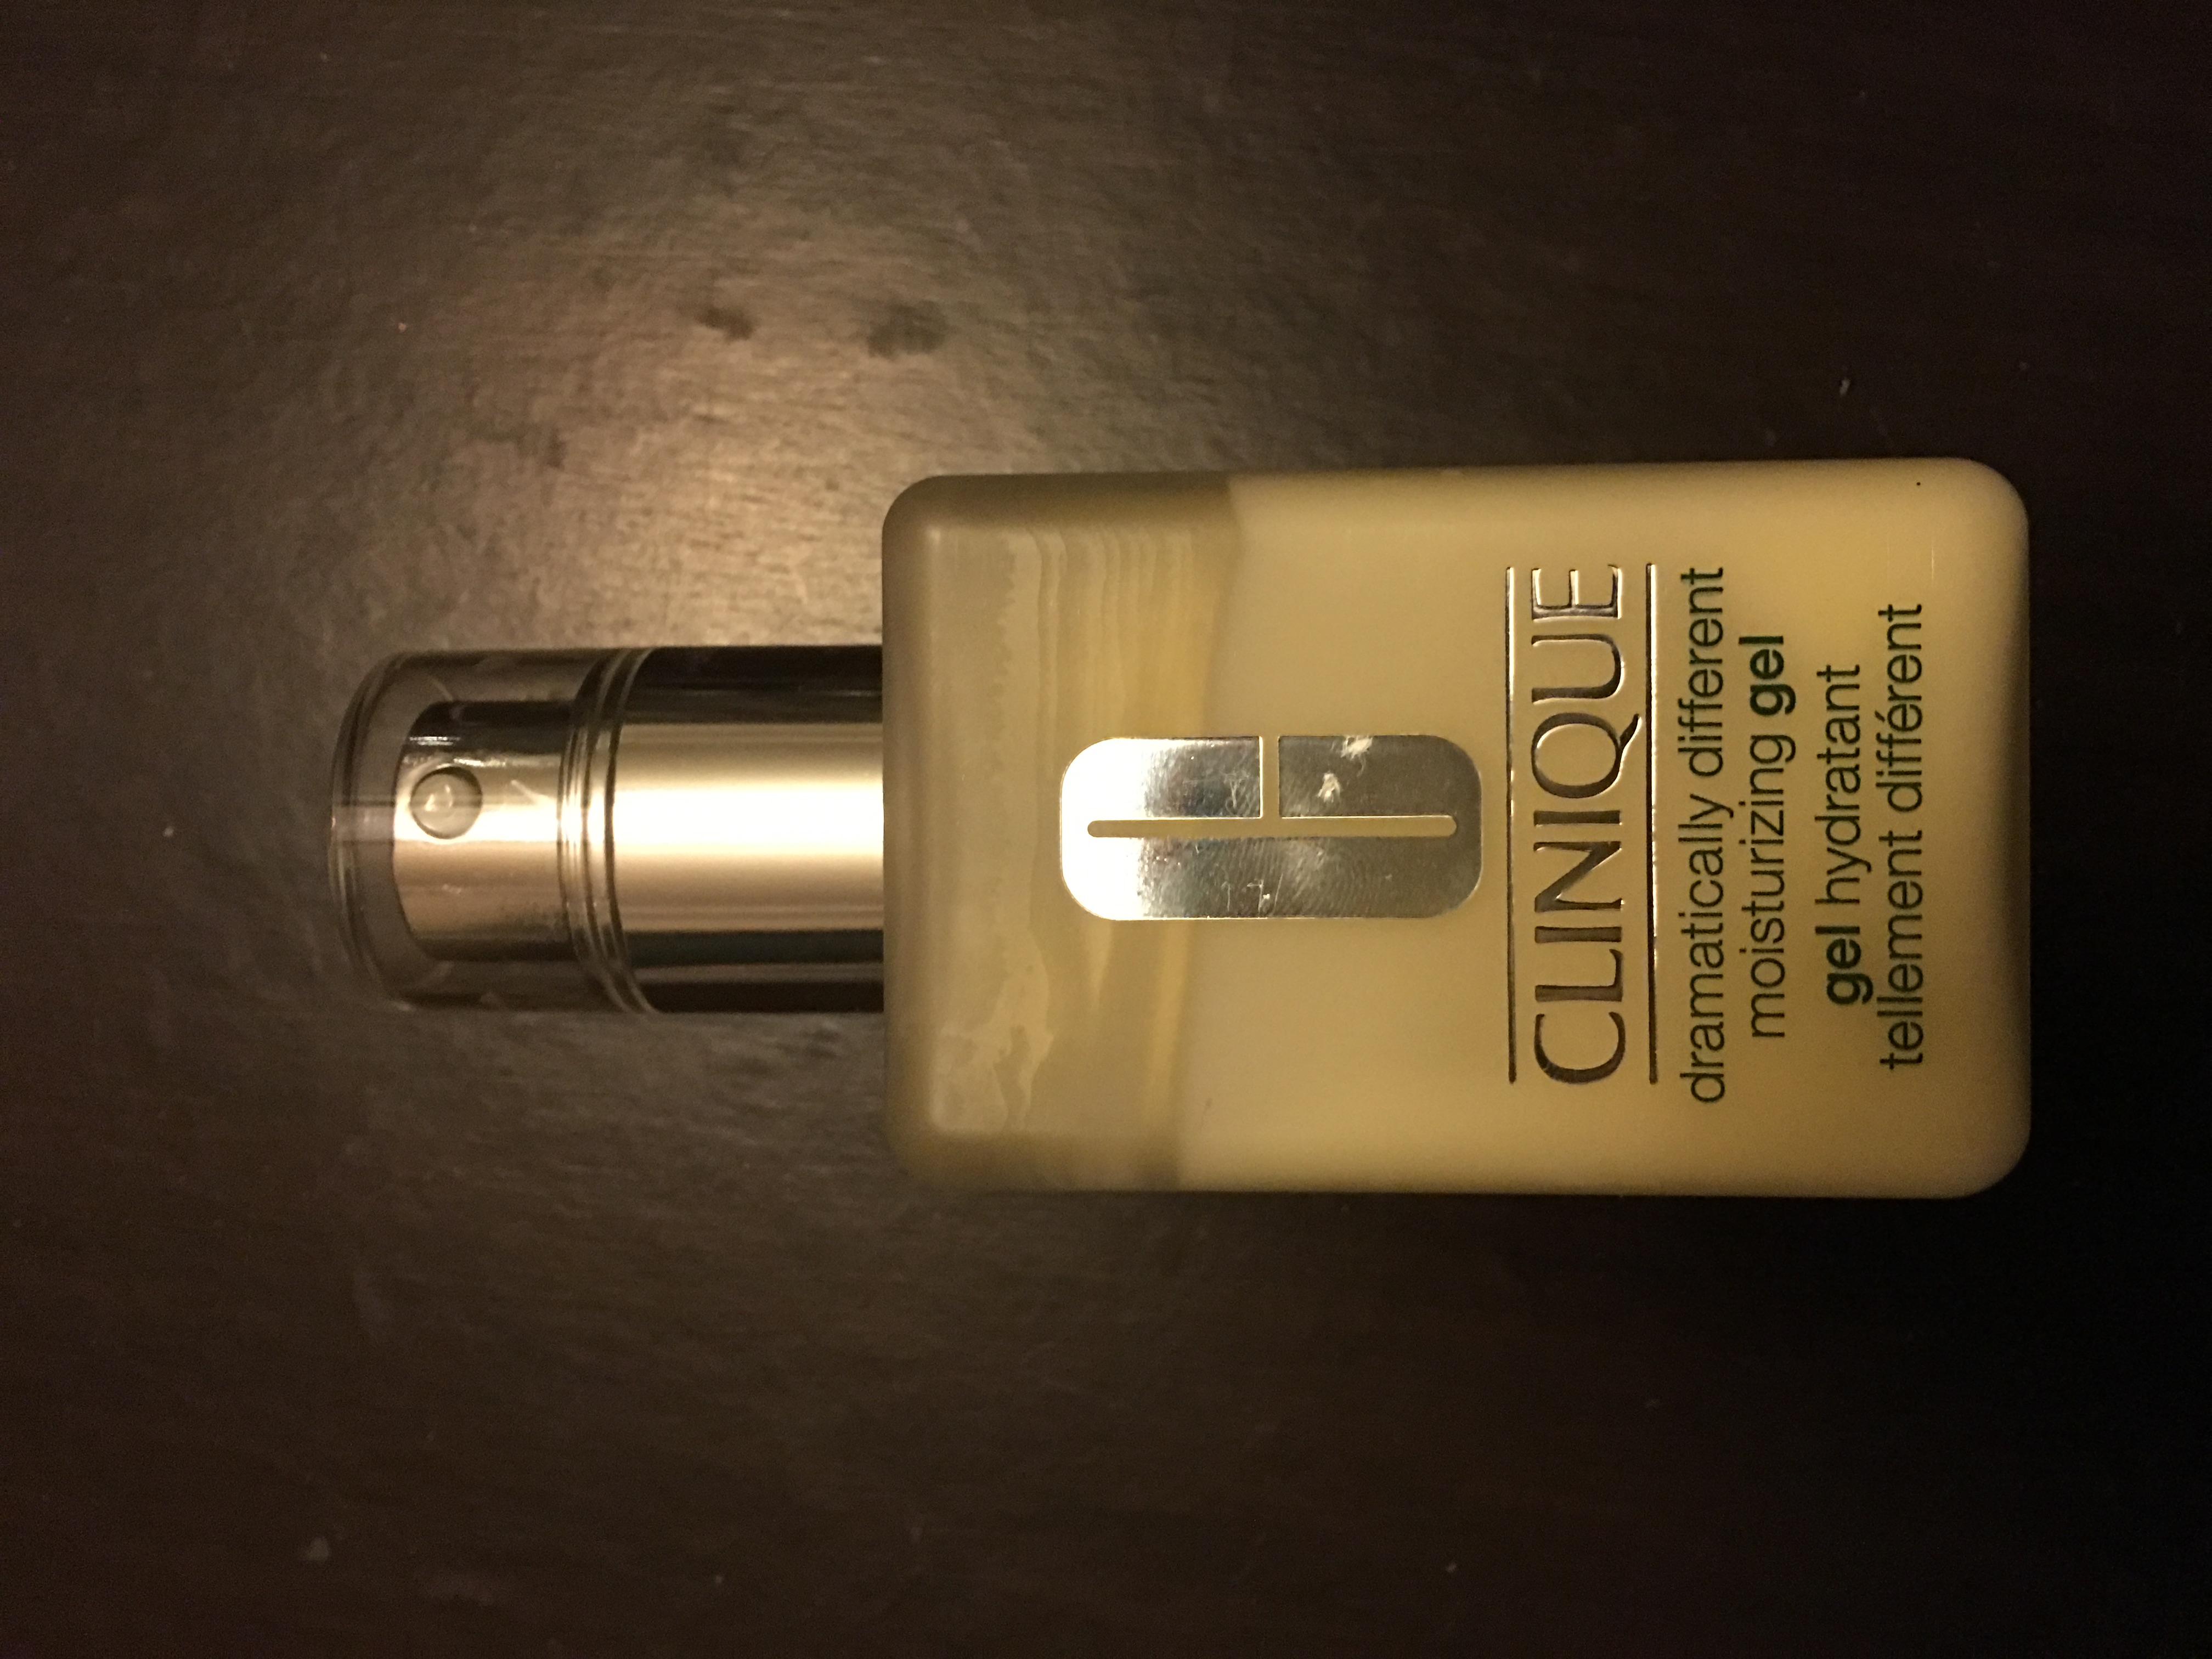 CLINIQUE
dramatically different
moisturizing gel
gel hydratant
tellement différent